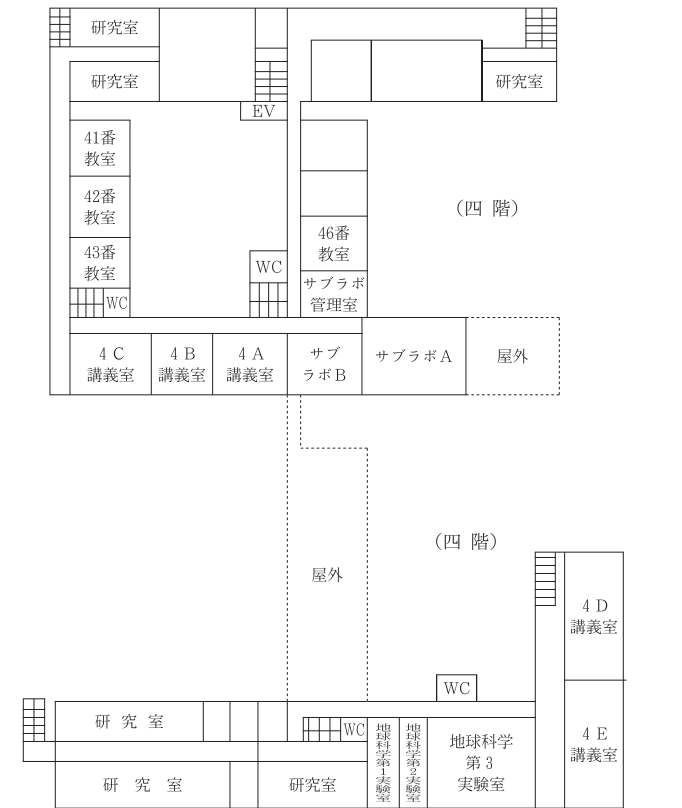 研究室
研究室
研究室
EV
41番
教室
42番
教室
(四 階)
46番
教室
43番
教室
WC
サブラボ
管理室
WC
4 C
講義室
4 B
講義室
4 A
講義室
サブ
ラボB
サブラボA
屋外
(四 階)
屋外
4 D
講義室
WC
研 究 室
WC
地球科学第1実験室
地球科学第2実験室
地球科学
第3
実験室
4 E
講義室
研 究 室
研究室